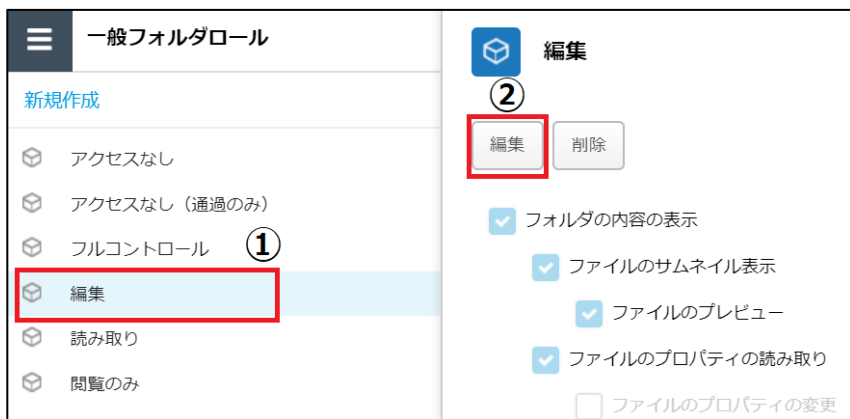 一般フォルダロール
新規作成
アクセスなし
アクセスなし（通過のみ）
フルコントロール
①
編集
読み取り
閲覧のみ
編集
②
編集
削除
フォルダの内容の表示
ファイルのサムネイル表示
ファイルのプレビュー
ファイルのプロパティの読み取り
ファイルのプロパティの変更